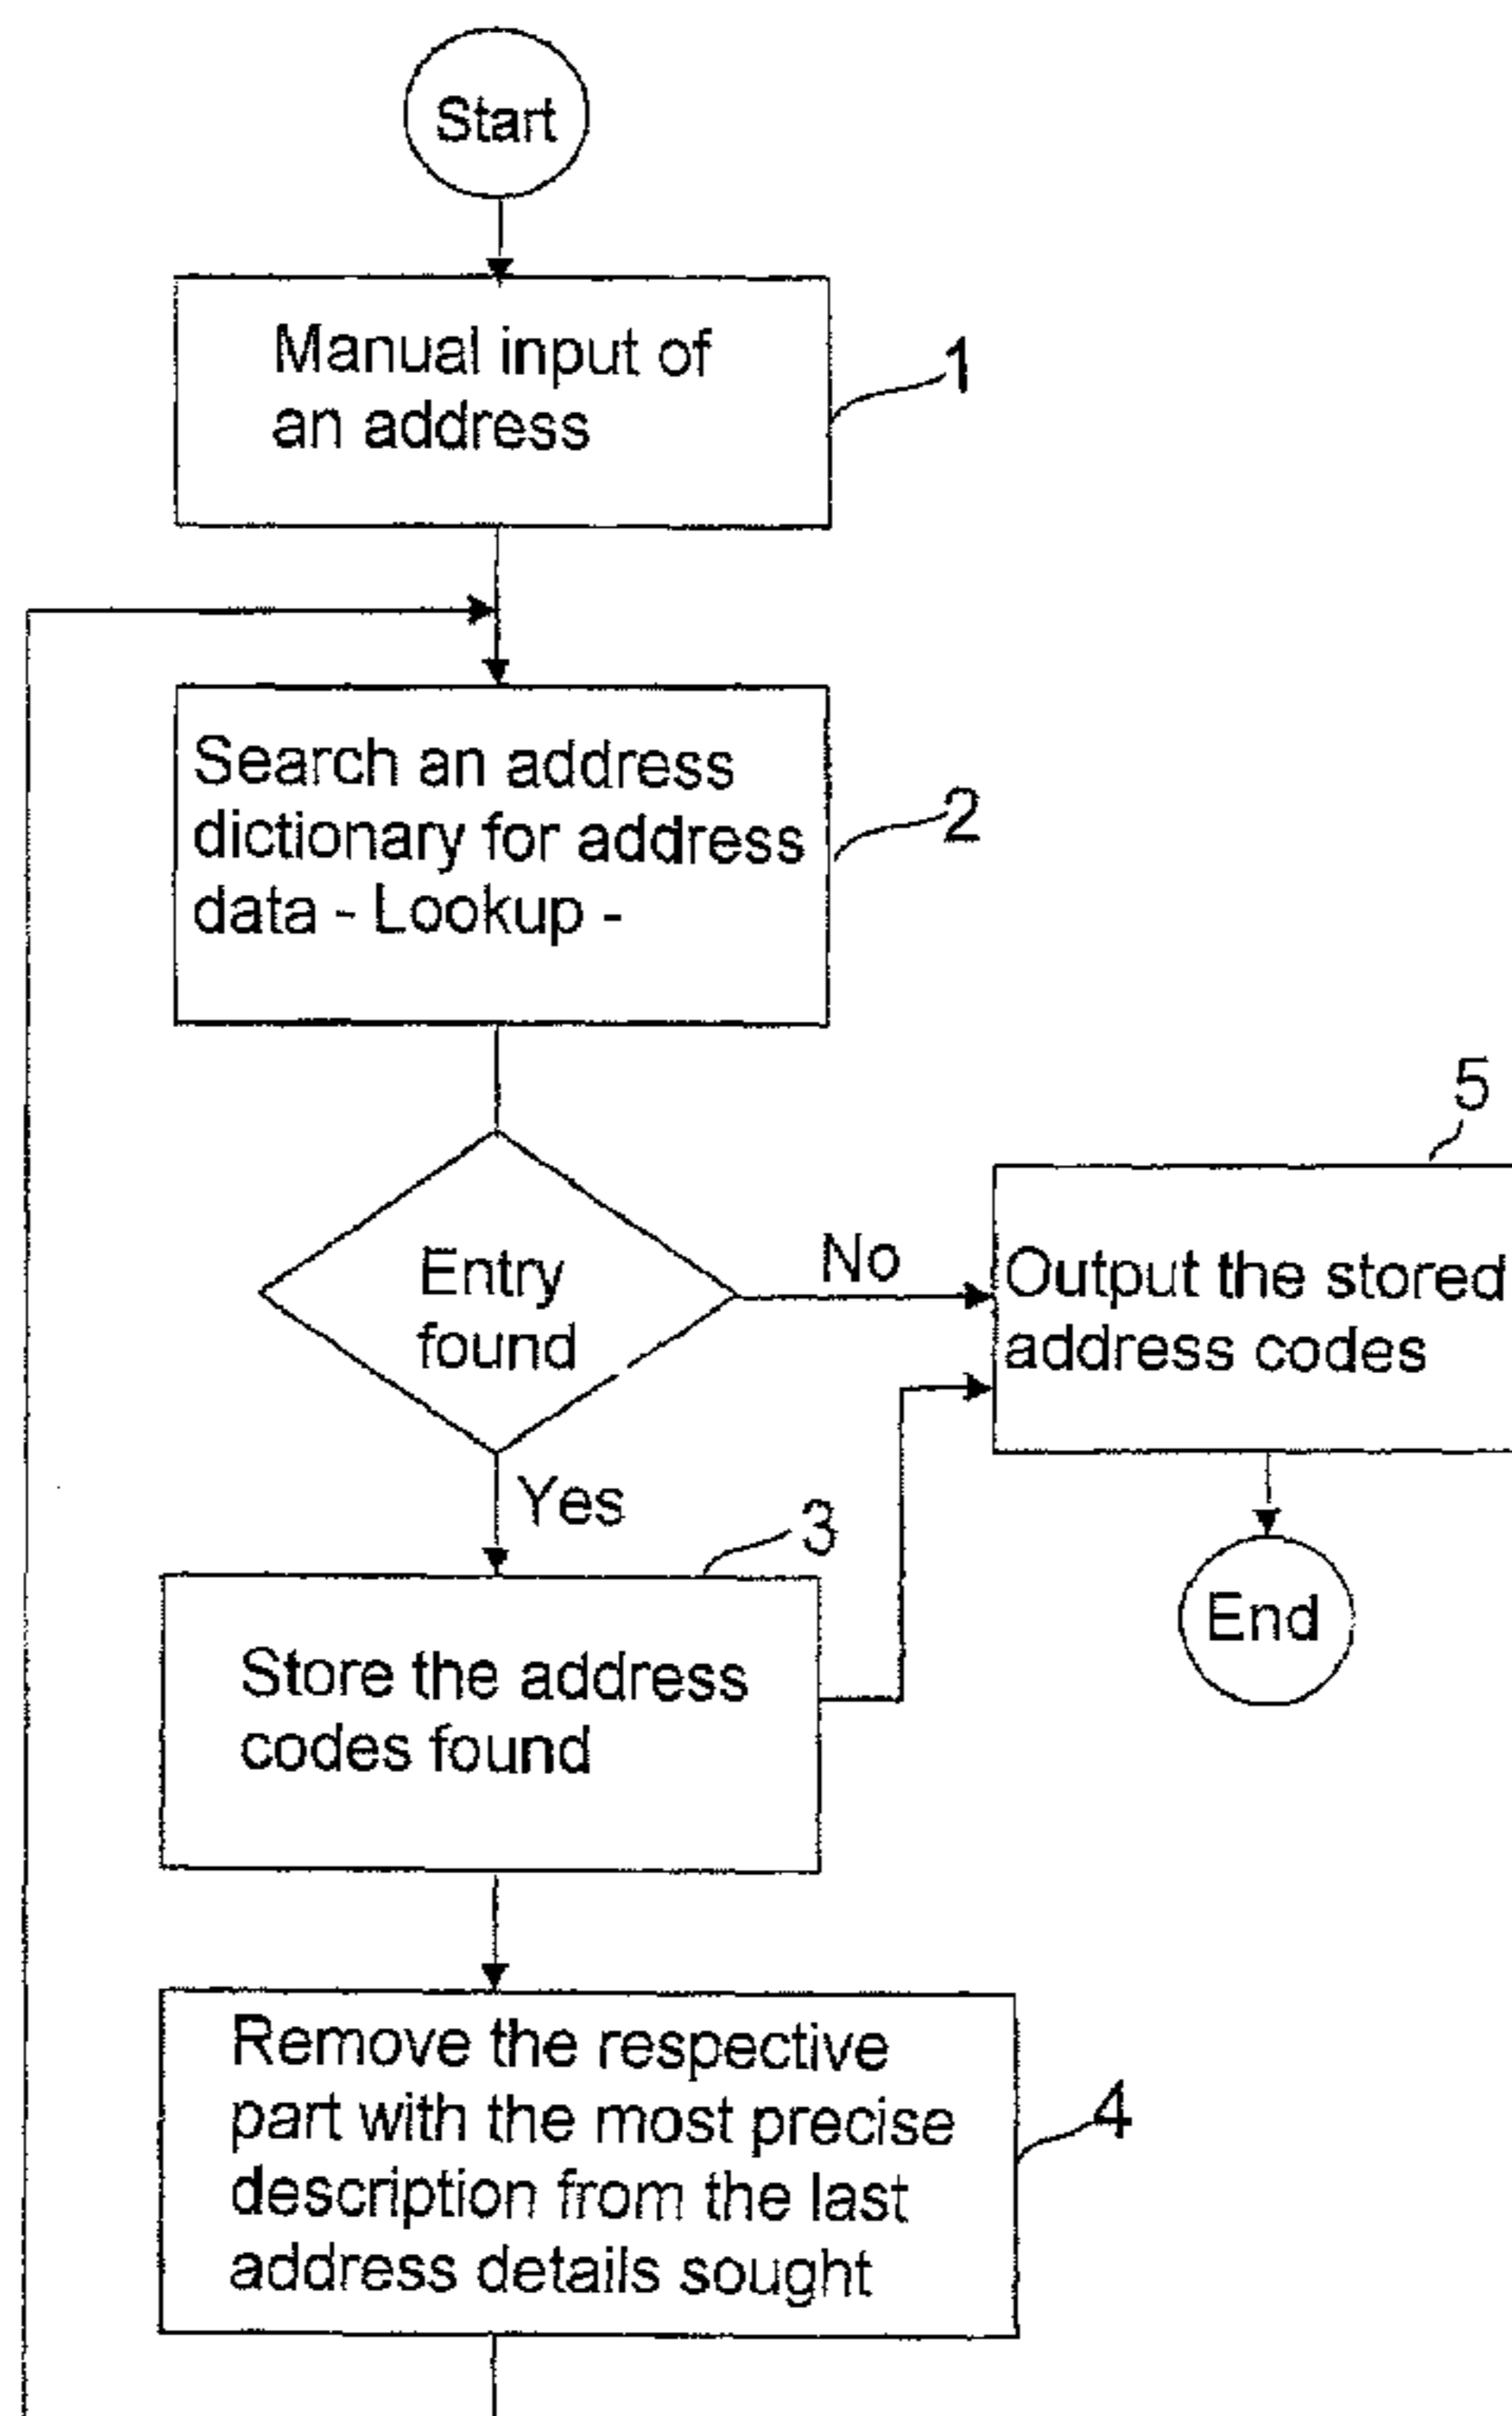 Start
Manual input of
an address
1
Search an address
dictionary for address
data - Lookup -
2
Entry
found
No
Yes
5
Output the stored
address codes
End
3
Store the address
codes found
Remove the respective
part with the most precise
description from the last
address details sought
4